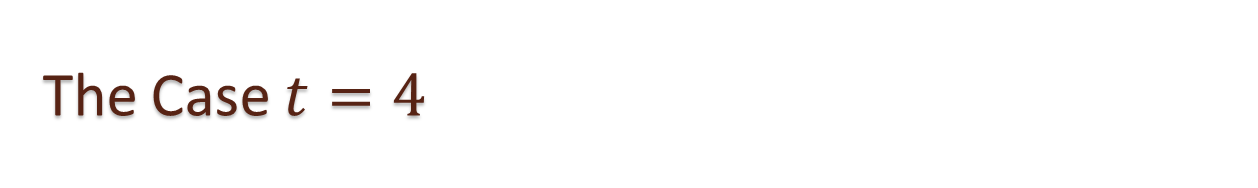 The Case 𝑡 = 4